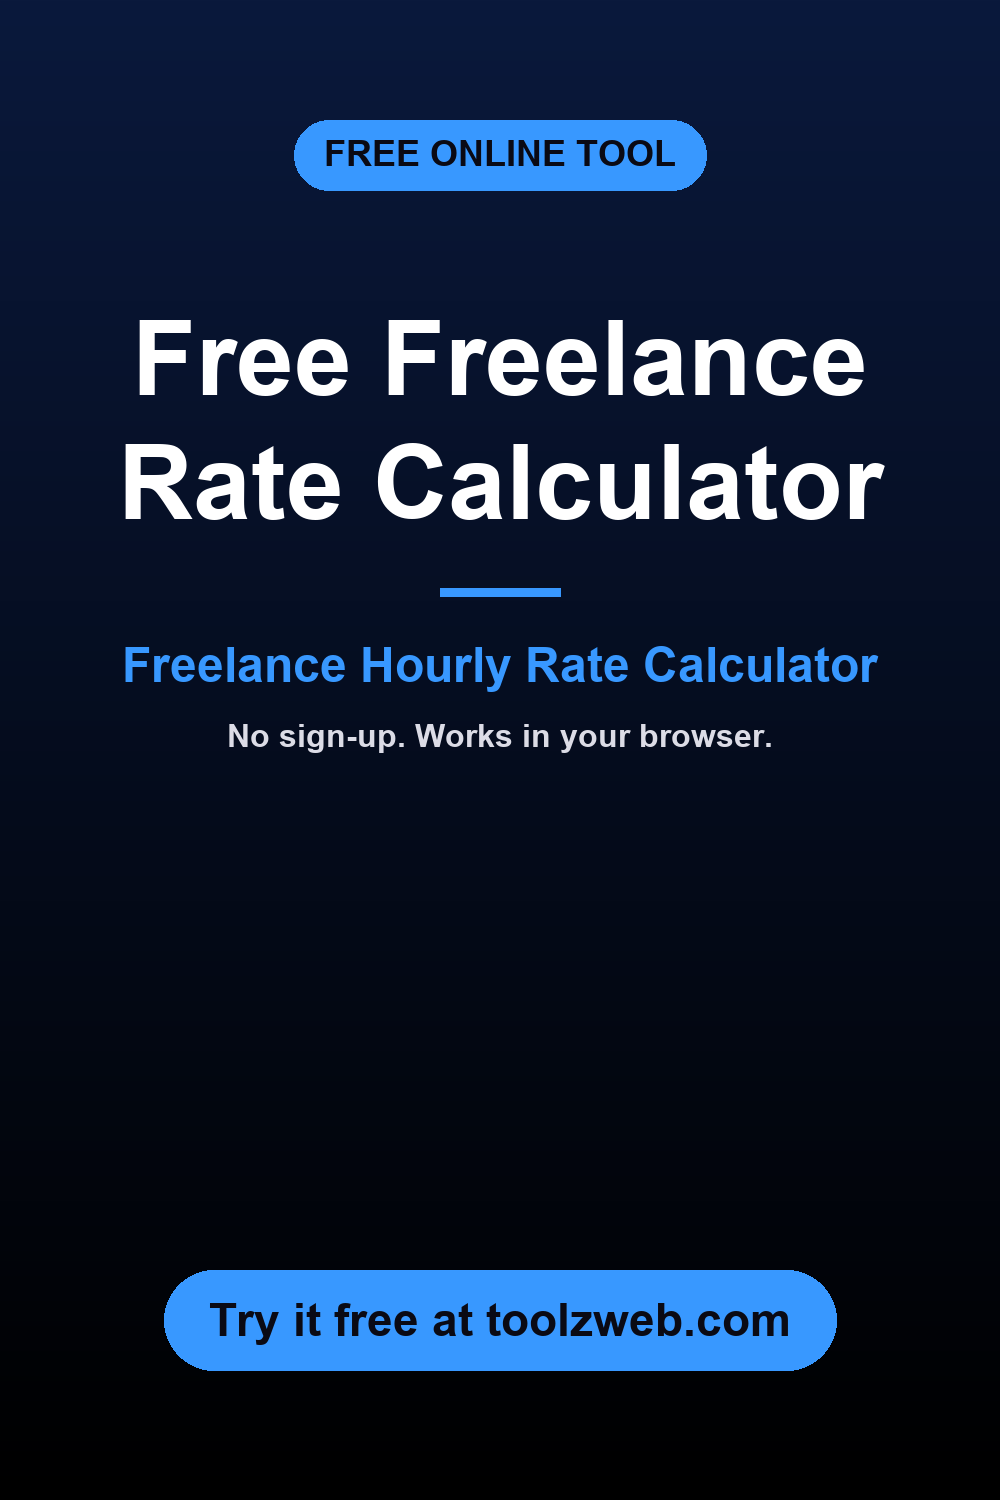 FREE ONLINE TOOL
Free Freelance
Rate Calculator
Freelance Hourly Rate Calculator
No sign-up. Works in your browser.
Try it free at toolzweb.com